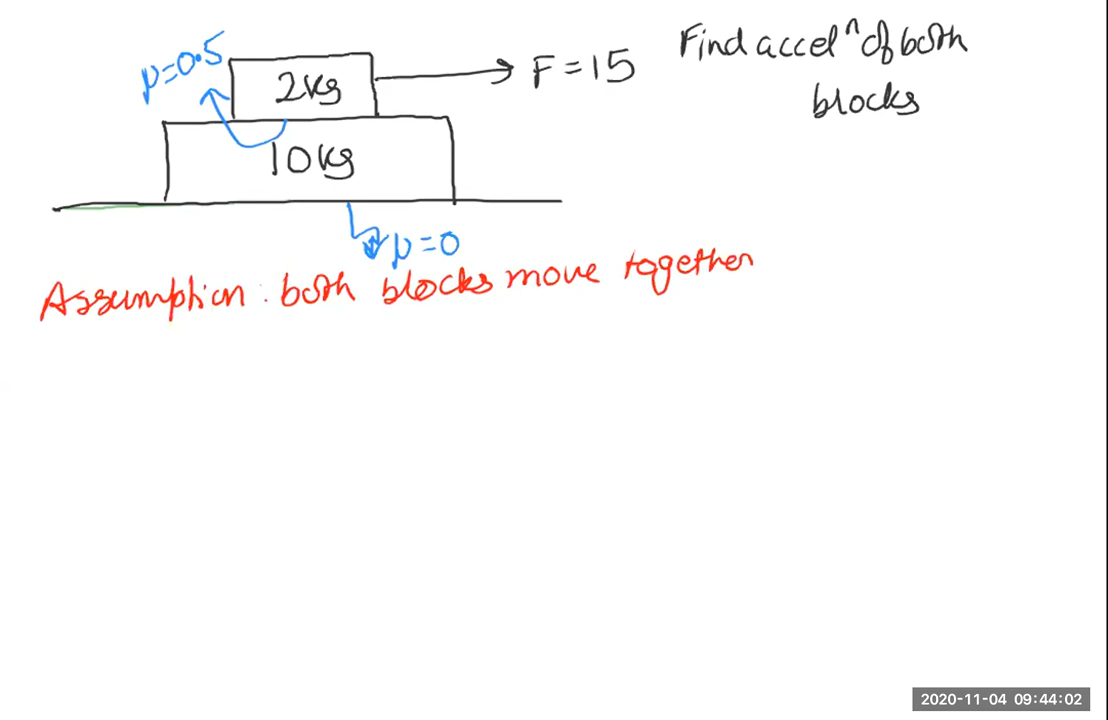 μ=0.5
2kg
F=15
Find accelⁿ of both
blocks
10kg
μ=0
Assumption: both blocks move together
2020-11-04 09:44:02